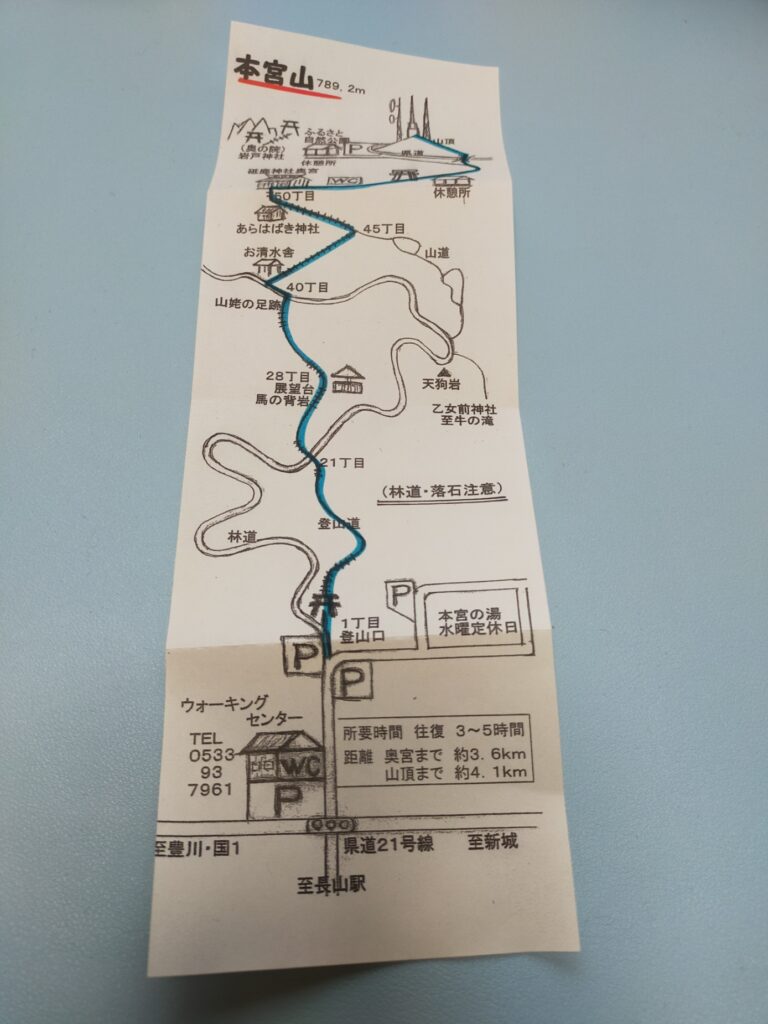 本宮山 789.2m
ふるさと
自然公園
P
山頂
県道
(奥の院)
岩戸神社
休憩所
砥鹿神社奥宮
WC
休憩所
50丁目
あらはばき神社
45丁目
お清水舎
山道
40丁目
山姥の足跡
28丁目
展望台
馬の背岩
天狗岩
乙女前神社
至牛の滝
21丁目
(林道・落石注意)
登山道
林道
P
1丁目
登山口
本宮の湯
水曜定休日
P
P
ウォーキング
センター
TEL
0533
93
7961
WC
P
所要時間 往復 3~5時間
距離 奥宮まで 約3.6km
山頂まで 約4.1km
至豊川・国1
県道21号線
至新城
至長山駅